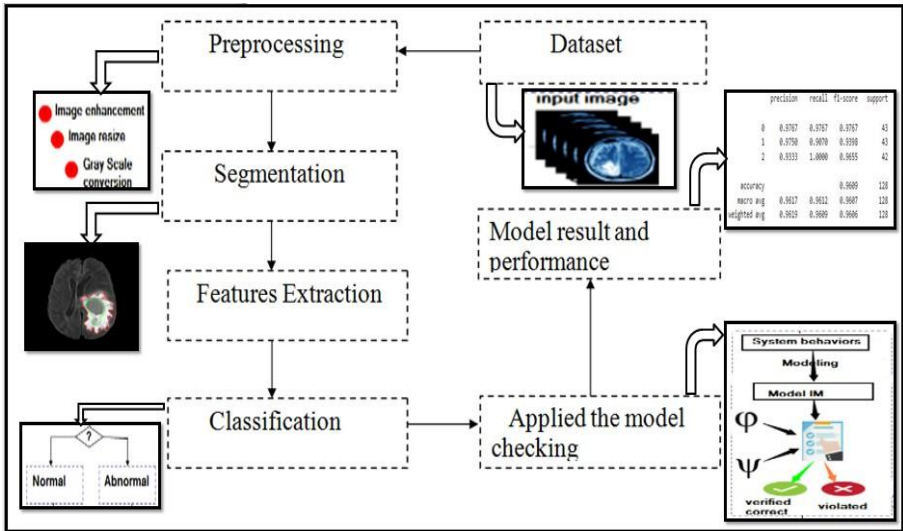 Preprocessing
Dataset
Image enhancement
Image resize
Gray Scale
conversion
input image
precision recall f1-score support
0 0.9767 0.9767 0.9767 43
1 0.9750 0.9070 0.9398 43
2 0.9333 1.0000 0.9655 42
accuracy 0.9609 128
macro avg 0.9617 0.9612 0.9607 128
weighted avg 0.9619 0.9609 0.9606 128
Segmentation
Model result and
performance
Features Extraction
Classification
Applied the model
checking
?
Normal
Abnormal
System behaviors
Modeling
Model IM
φ
ψ
verified
correct
violated